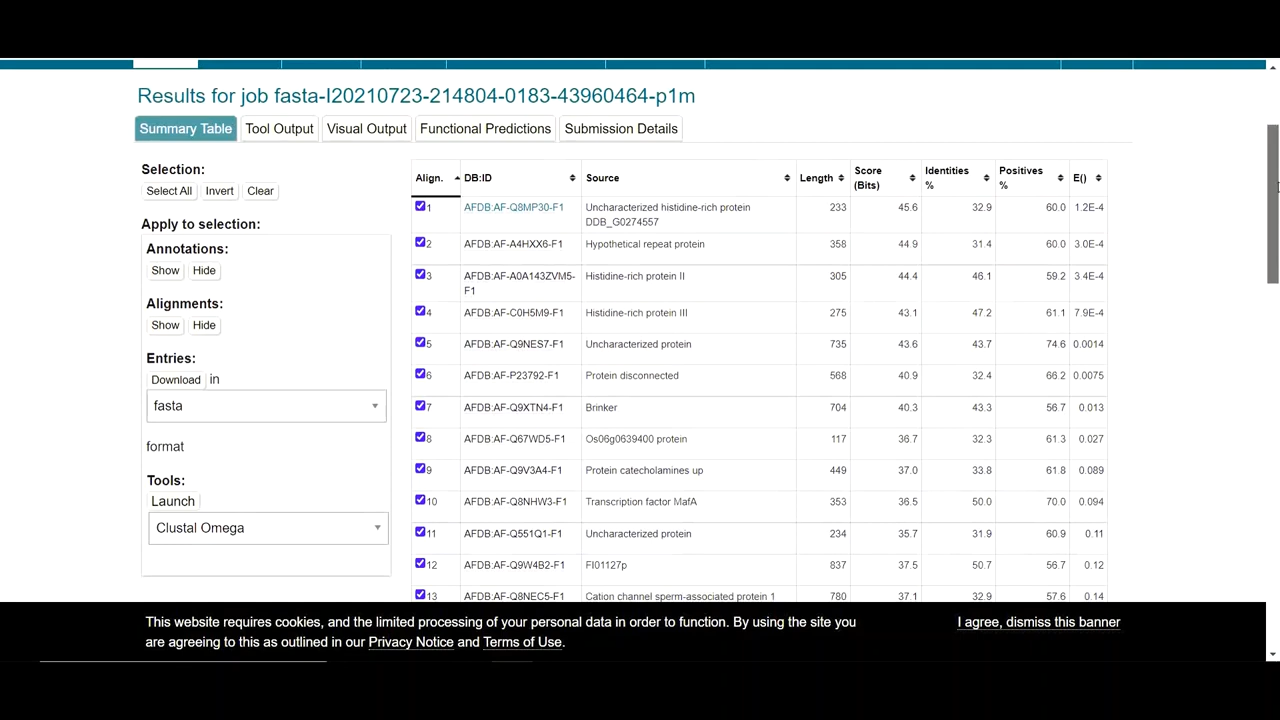 Results for job fasta-I20210723-214804-0183-43960464-p1m
Summary Table Tool Output Visual Output Functional Predictions Submission Details
Selection:
Select All Invert Clear
Apply to selection:
Annotations:
Show Hide
Alignments:
Show Hide
Entries:
Download in
fasta
format
Tools:
Launch
Clustal Omega
Align. DB:ID Source Length Score (Bits) Identities % Positives % E()
1 AFDB:AF-Q8MP30-F1 Uncharacterized histidine-rich protein 233 45.6 32.9 60.0 1.2E-4
DDB_G0274557
2 AFDB:AF-A4HXX6-F1 Hypothetical repeat protein 358 44.9 31.4 60.0 3.0E-4
3 AFDB:AF-A0A143ZVM5- Histidine-rich protein II 305 44.4 46.1 59.2 3.4E-4
F1
4 AFDB:AF-C0H5M9-F1 Histidine-rich protein III 275 43.1 47.2 61.1 7.9E-4
5 AFDB:AF-Q9NES7-F1 Uncharacterized protein 735 43.6 43.7 74.6 0.0014
6 AFDB:AF-P23792-F1 Protein disconnected 568 40.9 32.4 66.2 0.0075
7 AFDB:AF-Q9XTN4-F1 Brinker 704 40.3 43.3 56.7 0.013
8 AFDB:AF-Q67WD5-F1 Os06g0639400 protein 117 36.7 32.3 61.3 0.027
9 AFDB:AF-Q9V3A4-F1 Protein catecholamines up 449 37.0 33.8 61.8 0.089
10 AFDB:AF-Q8NHW3-F1 Transcription factor MafA 353 36.5 50.0 70.0 0.094
11 AFDB:AF-Q551Q1-F1 Uncharacterized protein 234 35.7 31.9 60.9 0.11
12 AFDB:AF-Q9W4B2-F1 FI01127p 837 37.5 50.7 56.7 0.12
13 AFDB:AF-Q8NEC5-F1 Cation channel sperm-associated protein 1 780 37.1 32.9 57.6 0.14
This website requires cookies, and the limited processing of your personal data in order to function. By using the site you
are agreeing to this as outlined in our Privacy Notice and Terms of Use.
I agree, dismiss this banner